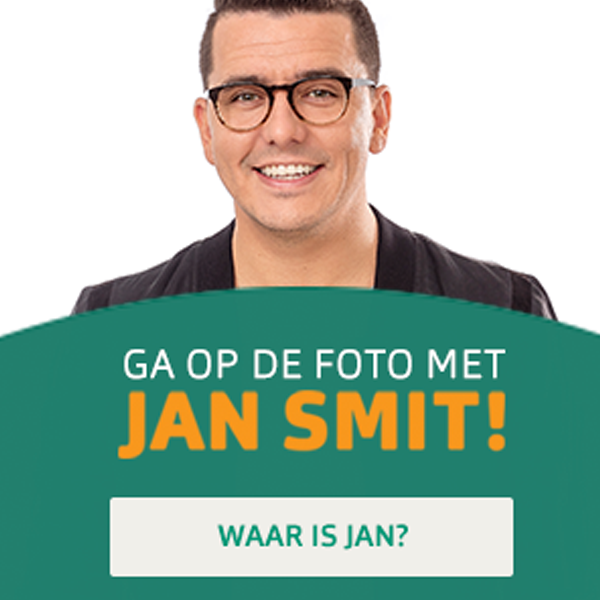 GA OP DE FOTO MET
JAN SMIT!
WAAR IS JAN?